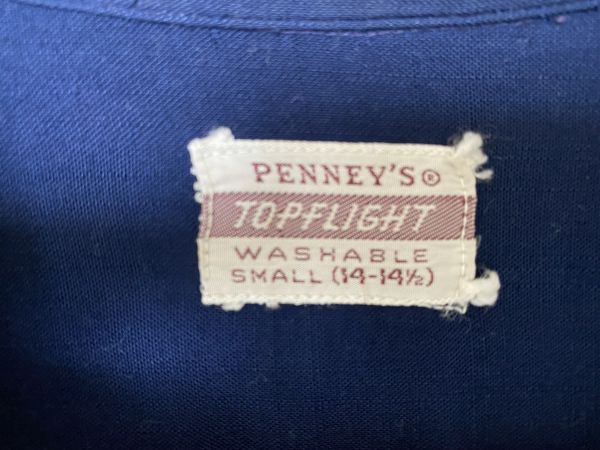 PENNEY'S®
TOPFLIGHT
WASHABLE
SMALL (14-14½)